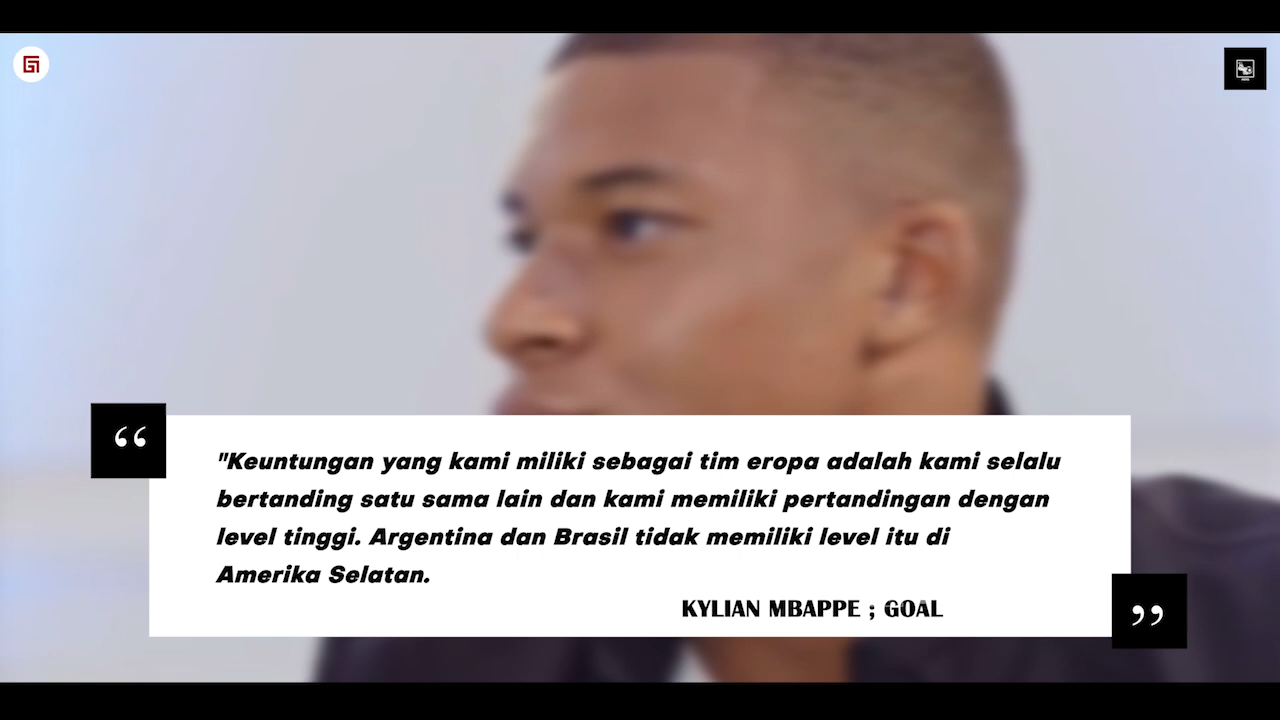 "Keuntungan yang kami miliki sebagai tim eropa adalah kami selalu
bertanding satu sama lain dan kami memiliki pertandingan dengan
level tinggi. Argentina dan Brasil tidak memiliki level itu di
Amerika Selatan.
KYLIAN MBAPPE ; GOAL